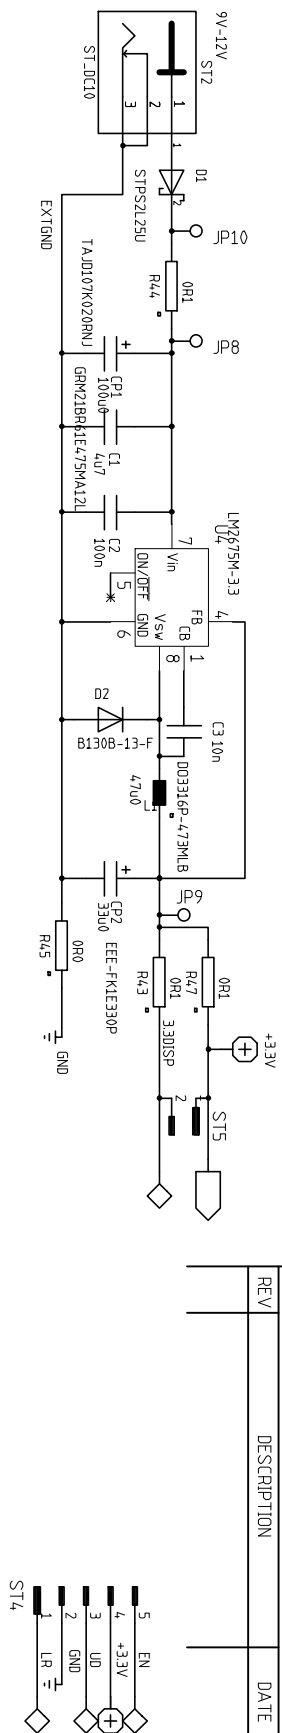 9V-12V
ST2
ST_DC10
1
2
3
1
D1
2
STPS2L25U
JP10
0R1
R44
JP8
EXTGND
TAJD107K020RNJ
CP1
100u0
GRM21BR61E475MA12L
C1
4u7
C2
100n
LM2675M-3.3
U4
7
Vin
ON/OFF
5
GND
6
FB
4
CB
1
Vsw
8
D2
B130B-13-F
C3 10n
DO3316P-473MLB
L1
47u0
CP2
33u0
EEE-FK1E330P
JP9
0R0
R45
GND
0R1
R43
0R1
R47
3.3DISP
+3.3V
ST5
1
2
REV
DESCRIPTION
DATE
ST4
1
LR
2
GND
3
UD
4
+3.3V
5
EN